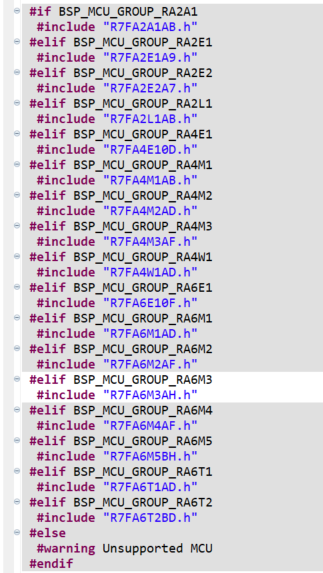 #if BSP_MCU_GROUP_RA2A1
#include "R7FA2A1AB.h"
#elif BSP_MCU_GROUP_RA2E1
#include "R7FA2E1A9.h"
#elif BSP_MCU_GROUP_RA2E2
#include "R7FA2E2A7.h"
#elif BSP_MCU_GROUP_RA2L1
#include "R7FA2L1AB.h"
#elif BSP_MCU_GROUP_RA4E1
#include "R7FA4E10D.h"
#elif BSP_MCU_GROUP_RA4M1
#include "R7FA4M1AB.h"
#elif BSP_MCU_GROUP_RA4M2
#include "R7FA4M2AD.h"
#elif BSP_MCU_GROUP_RA4M3
#include "R7FA4M3AF.h"
#elif BSP_MCU_GROUP_RA4W1
#include "R7FA4W1AD.h"
#elif BSP_MCU_GROUP_RA6E1
#include "R7FA6E10F.h"
#elif BSP_MCU_GROUP_RA6M1
#include "R7FA6M1AD.h"
#elif BSP_MCU_GROUP_RA6M2
#include "R7FA6M2AF.h"
#elif BSP_MCU_GROUP_RA6M3
#include "R7FA6M3AH.h"
#elif BSP_MCU_GROUP_RA6M4
#include "R7FA6M4AF.h"
#elif BSP_MCU_GROUP_RA6M5
#include "R7FA6M5BH.h"
#elif BSP_MCU_GROUP_RA6T1
#include "R7FA6T1AD.h"
#elif BSP_MCU_GROUP_RA6T2
#include "R7FA6T2BD.h"
#else
#warning Unsupported MCU
#endif